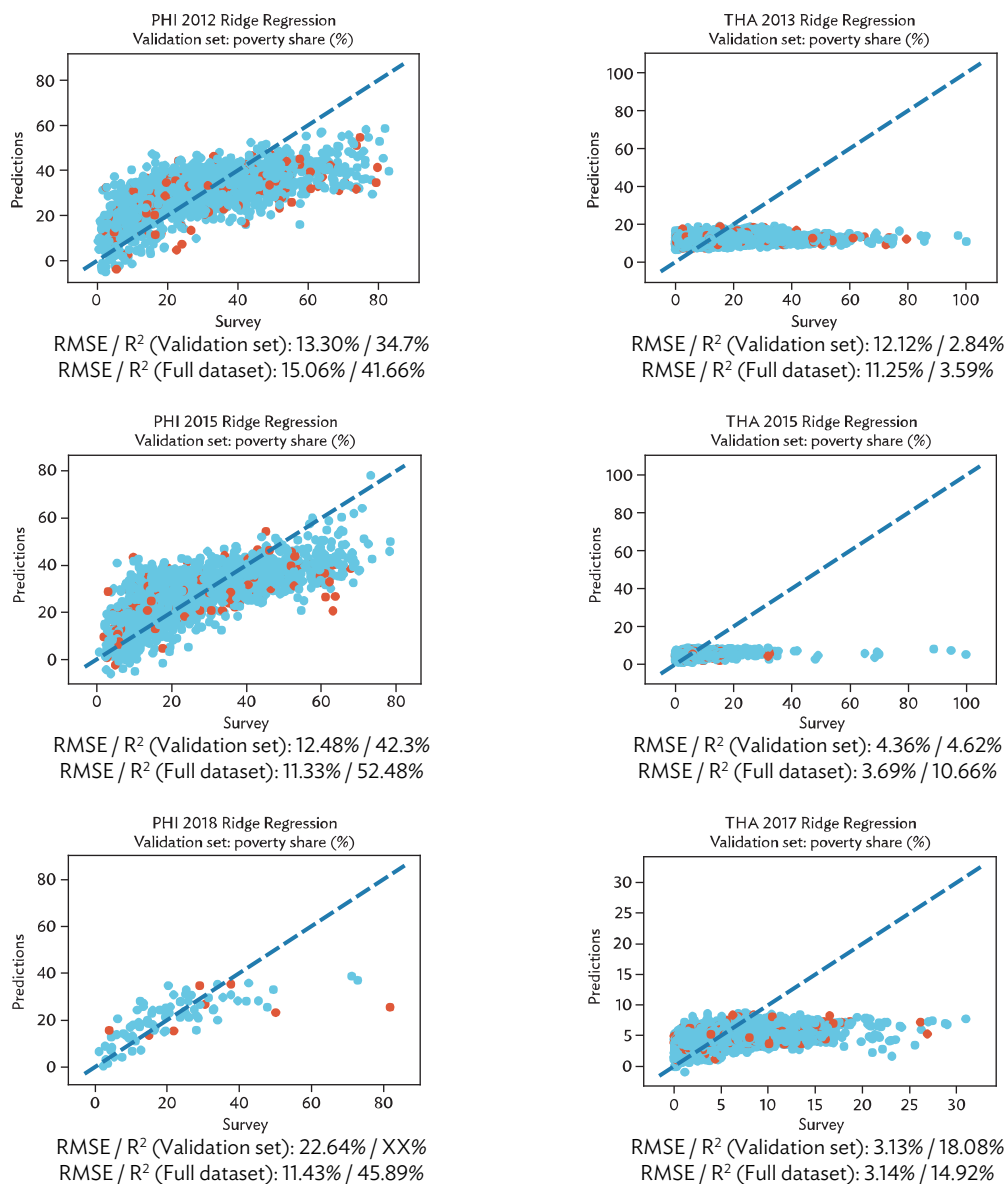 PHI 2012 Ridge Regression
Validation set: poverty share (%)
Predictions
80
60
40
20
0
0 20 40 60 80
Survey
RMSE / R² (Validation set): 13.30% / 34.7%
RMSE / R² (Full dataset): 15.06% / 41.66%
THA 2013 Ridge Regression
Validation set: poverty share (%)
Predictions
100
80
60
40
20
0
0 20 40 60 80 100
Survey
RMSE / R² (Validation set): 12.12% / 2.84%
RMSE / R² (Full dataset): 11.25% / 3.59%
PHI 2015 Ridge Regression
Validation set: poverty share (%)
Predictions
80
60
40
20
0
0 20 40 60 80
Survey
RMSE / R² (Validation set): 12.48% / 42.3%
RMSE / R² (Full dataset): 11.33% / 52.48%
THA 2015 Ridge Regression
Validation set: poverty share (%)
Predictions
100
80
60
40
20
0
0 20 40 60 80 100
Survey
RMSE / R² (Validation set): 4.36% / 4.62%
RMSE / R² (Full dataset): 3.69% / 10.66%
PHI 2018 Ridge Regression
Validation set: poverty share (%)
Predictions
80
60
40
20
0
0 20 40 60 80
Survey
RMSE / R² (Validation set): 22.64% / XX%
RMSE / R² (Full dataset): 11.43% / 45.89%
THA 2017 Ridge Regression
Validation set: poverty share (%)
Predictions
30
25
20
15
10
5
0
0 5 10 15 20 25 30
Survey
RMSE / R² (Validation set): 3.13% / 18.08%
RMSE / R² (Full dataset): 3.14% / 14.92%